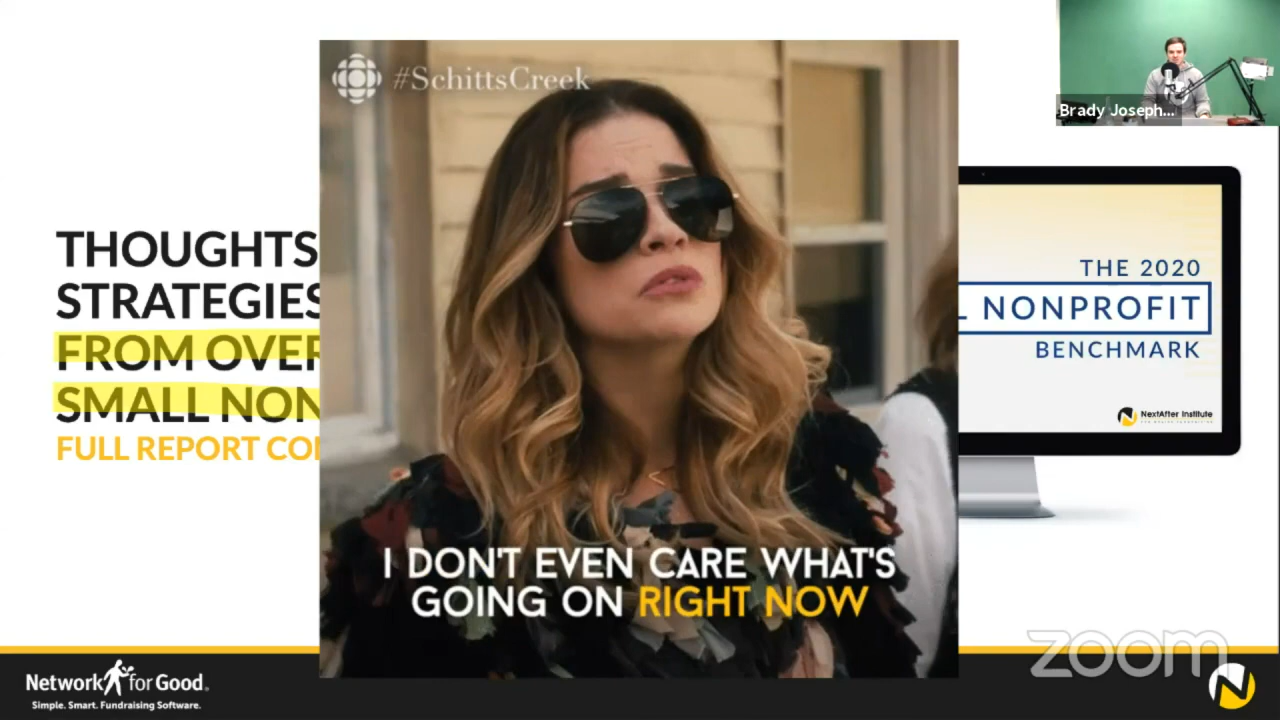 #SchittsCreek
Brady Joseph...
THOUGHTS
STRATEGIES
FROM OVER
SMALL NON
FULL REPORT CO
THE 2020
NONPROFIT
BENCHMARK
NextAfter Institute
I DON'T EVEN CARE WHAT'S
GOING ON RIGHT NOW
zoom
Network for Good.
Simple. Smart. Fundraising Software.